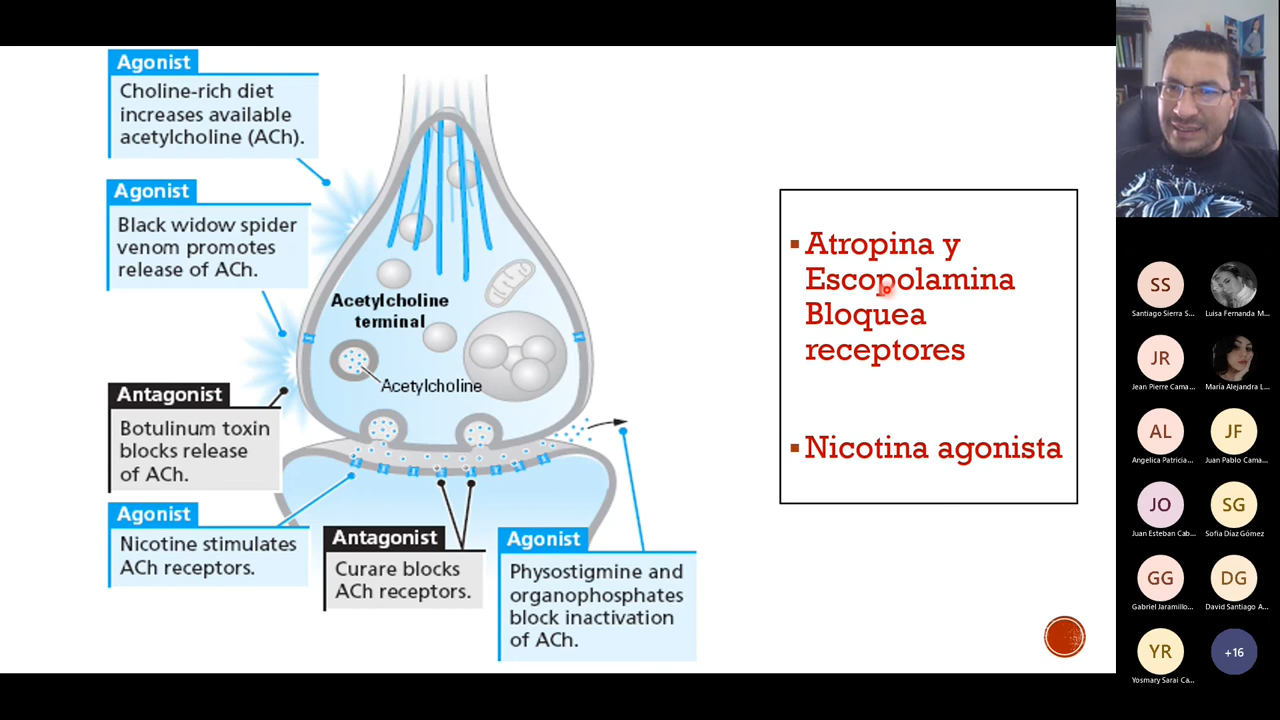 Agonist
Choline-rich diet
increases available
acetylcholine (ACh).
Agonist
Black widow spider
venom promotes
release of ACh.
Acetylcholine
terminal
Acetylcholine
Antagonist
Botulinum toxin
blocks release
of ACh.
Agonist
Nicotine stimulates
ACh receptors.
Antagonist
Curare blocks
ACh receptors.
Agonist
Physostigmine and
organophosphates
block inactivation
of ACh.
Atropina y
Escopolamina
Bloquea
receptores
Nicotina agonista
SS
Santiago Sierra S...
Luisa Fernanda M...
JR
Jean Pierre Cama...
María Alejandra L...
AL
Angelica Patricia...
JF
Juan Pablo Cama...
JO
Juan Esteban Cab...
SG
Sofia Díaz Gómez
GG
Gabriel Jaramillo...
DG
David Santiago A...
YR
Yosmary Sarai Ca...
+16